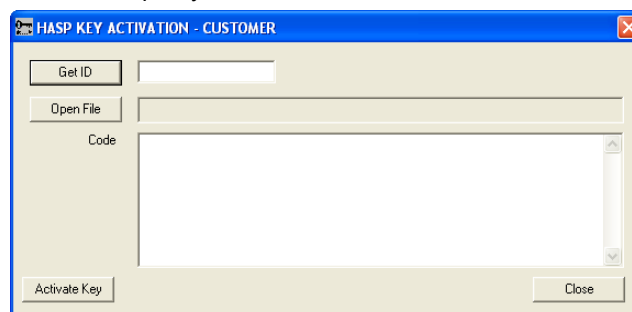 HASP KEY ACTIVATION - CUSTOMER
Get ID
Open File
Code
Activate Key
Close